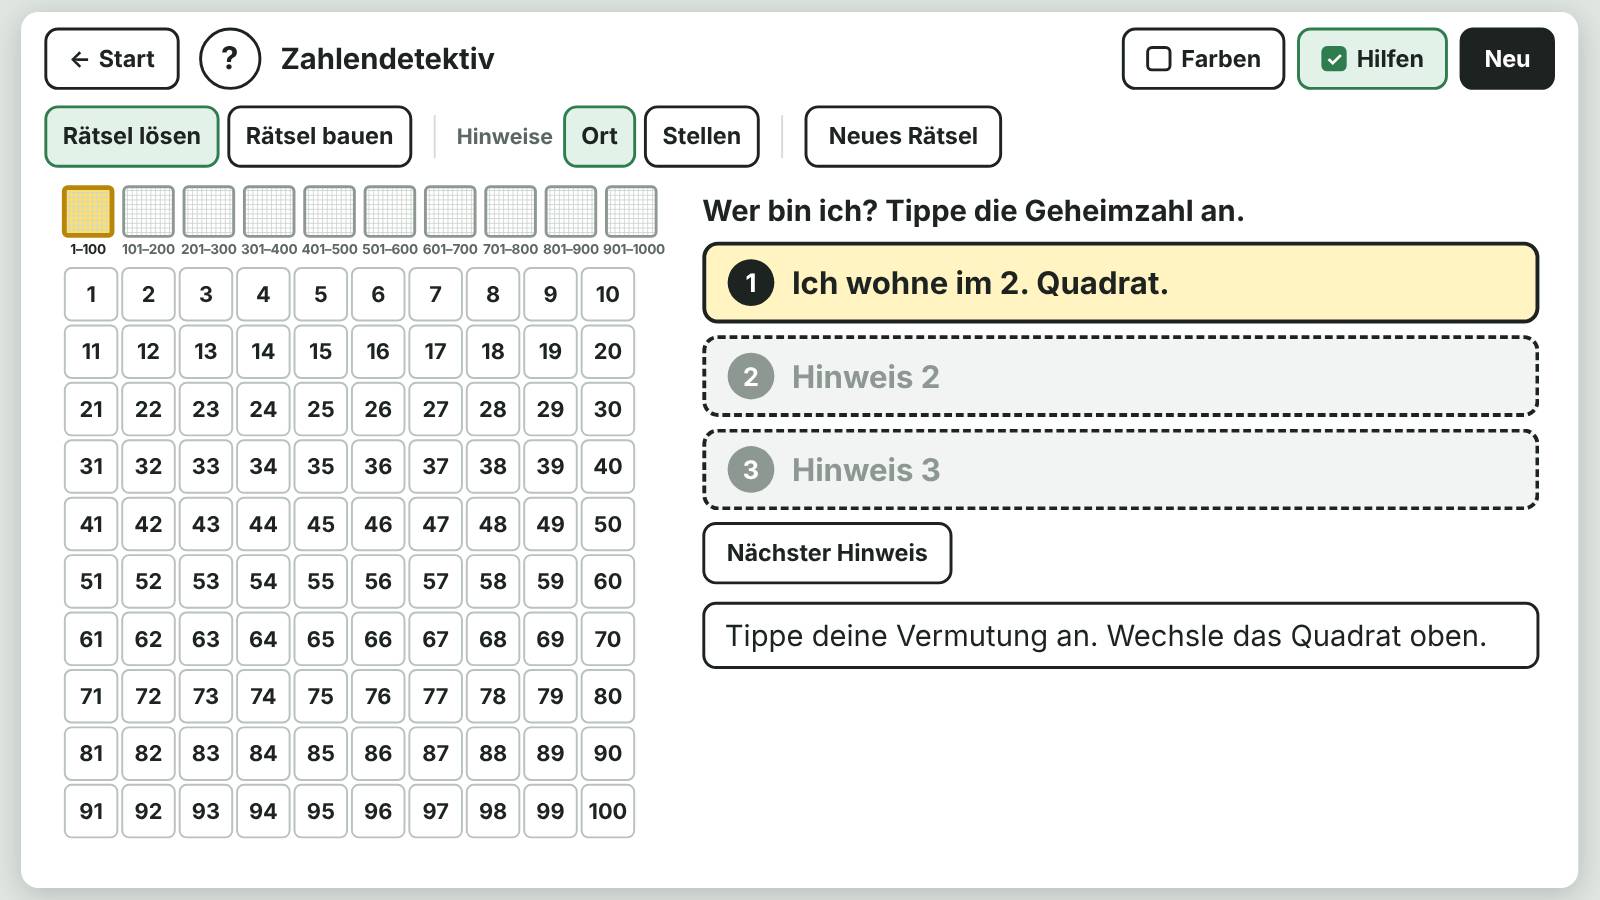 ← Start
?
Zahlendetektiv
Farben
Hilfen
Neu
Rätsel lösen
Rätsel bauen
Hinweise
Ort
Stellen
Neues Rätsel
1–100 101–200 201–300 301–400 401–500 501–600 601–700 701–800 801–900 901–1000
1 2 3 4 5 6 7 8 9 10
11 12 13 14 15 16 17 18 19 20
21 22 23 24 25 26 27 28 29 30
31 32 33 34 35 36 37 38 39 40
41 42 43 44 45 46 47 48 49 50
51 52 53 54 55 56 57 58 59 60
61 62 63 64 65 66 67 68 69 70
71 72 73 74 75 76 77 78 79 80
81 82 83 84 85 86 87 88 89 90
91 92 93 94 95 96 97 98 99 100
Wer bin ich? Tippe die Geheimzahl an.
1 Ich wohne im 2. Quadrat.
2 Hinweis 2
3 Hinweis 3
Nächster Hinweis
Tippe deine Vermutung an. Wechsle das Quadrat oben.